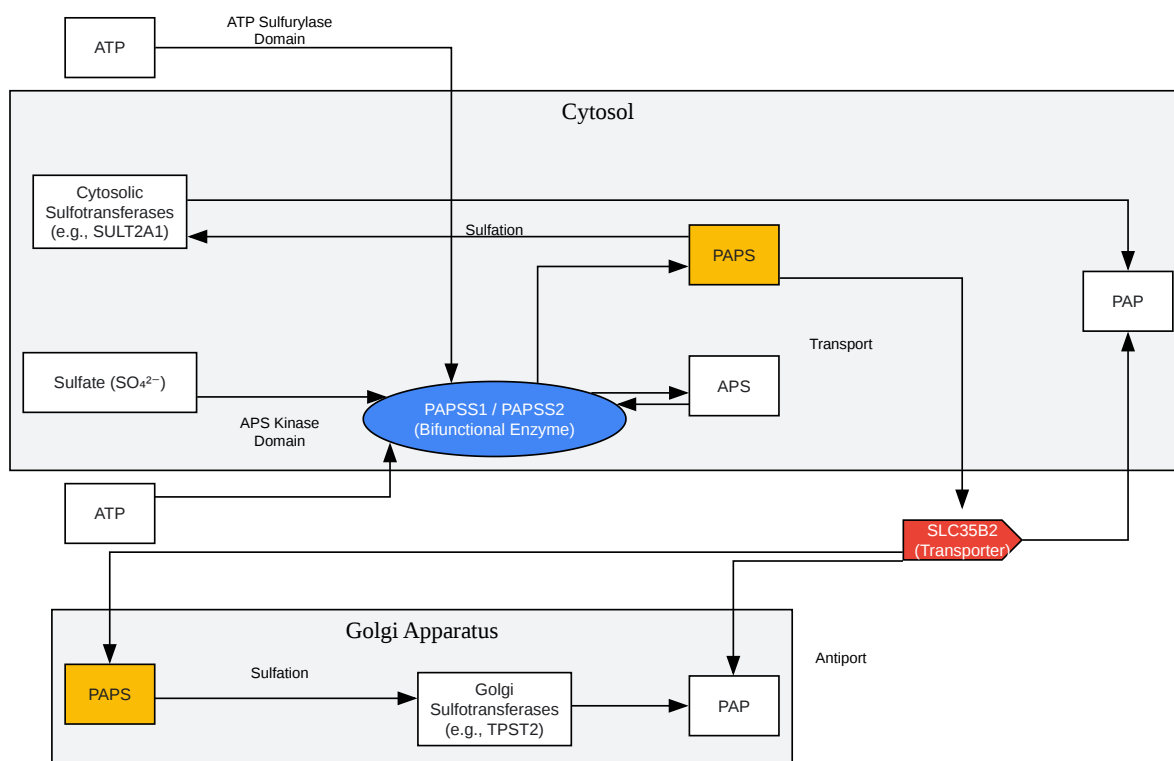 ATP
ATP Sulfurylase
Domain
Cytosol
Cytosolic
Sulfotransferases
(e.g., SULT2A1)
Sulfation
PAPS
PAP
Transport
Sulfate (SO₄²⁻)
APS
PAPSS1 / PAPSS2
(Bifunctional Enzyme)
APS Kinase
Domain
ATP
SLC35B2
(Transporter)
Golgi Apparatus
Antiport
PAPS
Sulfation
Golgi
Sulfotransferases
(e.g., TPST2)
PAP